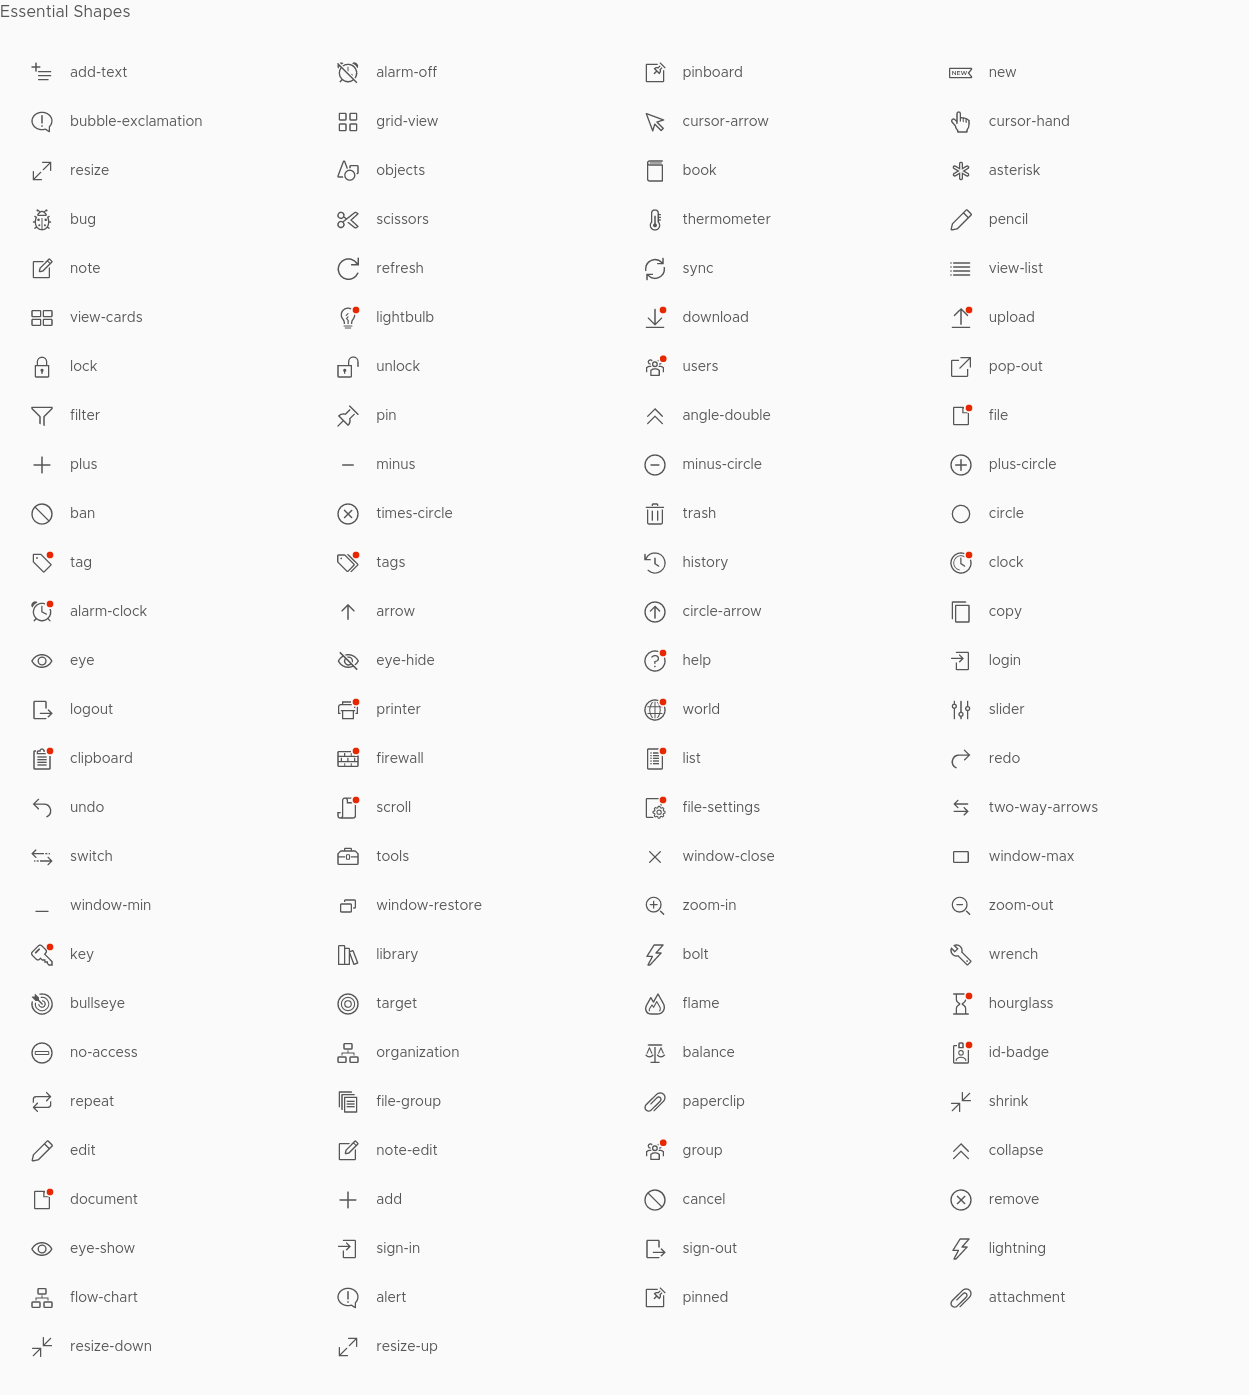 Essential Shapes
add-text alarm-off pinboard NEW new
bubble-exclamation grid-view cursor-arrow cursor-hand
resize objects book asterisk
bug scissors thermometer pencil
note refresh sync view-list
view-cards lightbulb download upload
lock unlock users pop-out
filter pin angle-double file
plus minus minus-circle plus-circle
ban times-circle trash circle
tag tags history clock
alarm-clock arrow circle-arrow copy
eye eye-hide help login
logout printer world slider
clipboard firewall list redo
undo scroll file-settings two-way-arrows
switch tools window-close window-max
window-min window-restore zoom-in zoom-out
key library bolt wrench
bullseye target flame hourglass
no-access organization balance id-badge
repeat file-group paperclip shrink
edit note-edit group collapse
document add cancel remove
eye-show sign-in sign-out lightning
flow-chart alert pinned attachment
resize-down resize-up